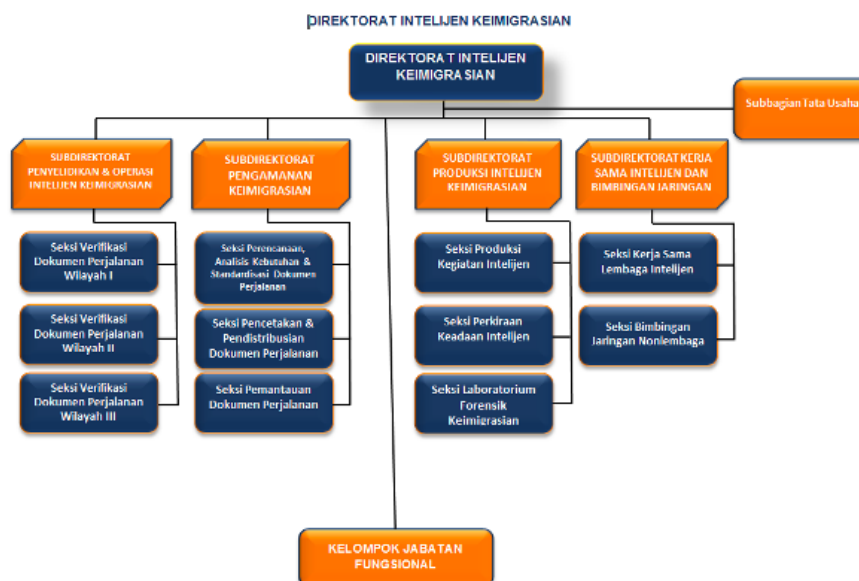 DIREKTORAT INTELIJEN KEIMIGRASIAN
DIREKTORAT INTELIJEN
KEIMIGRASIAN
Subbagian Tata Usaha
SUBDIREKTORAT
PENYELIDIKAN & OPERASI
INTELIJEN KEIMIGRASIAN
SUBDIREKTORAT
PENGAMANAN
KEIMIGRASIAN
SUBDIREKTORAT
PRODUKSI INTELIJEN
KEIMIGRASIAN
SUBDIREKTORAT KERJA
SAMA INTELIJEN DAN
BIMBINGAN JARINGAN
Seksi Verifikasi
Dokumen Perjalanan
Wilayah I
Seksi Verifikasi
Dokumen Perjalanan
Wilayah II
Seksi Verifikasi
Dokumen Perjalanan
Wilayah III
Seksi Perencanaan,
Analisis Kebutuhan &
Standardisasi Dokumen
Perjalanan
Seksi Pencetakan &
Pendistribusian
Dokumen Perjalanan
Seksi Pemantauan
Dokumen Perjalanan
Seksi Produksi
Kegiatan Intelijen
Seksi Perkiraan
Keadaan Intelijen
Seksi Laboratorium
Forensik
Keimigrasian
Seksi Kerja Sama
Lembaga Intelijen
Seksi Bimbingan
Jaringan Nonlembaga
KELOMPOK JABATAN
FUNGSIONAL